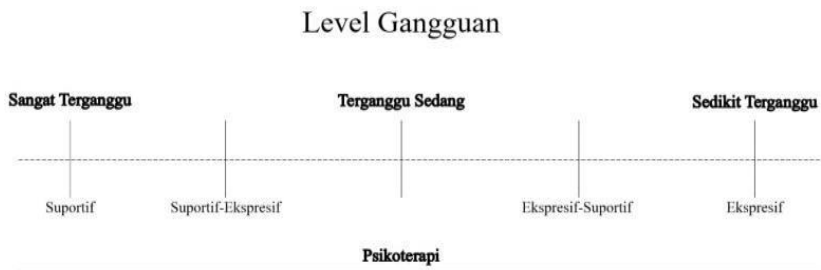 Level Gangguan
Sangat Terganggu Terganggu Sedang Sedikit Terganggu
Suportif Suportif-Ekspresif Ekspresif-Suportif Ekspresif
Psikoterapi